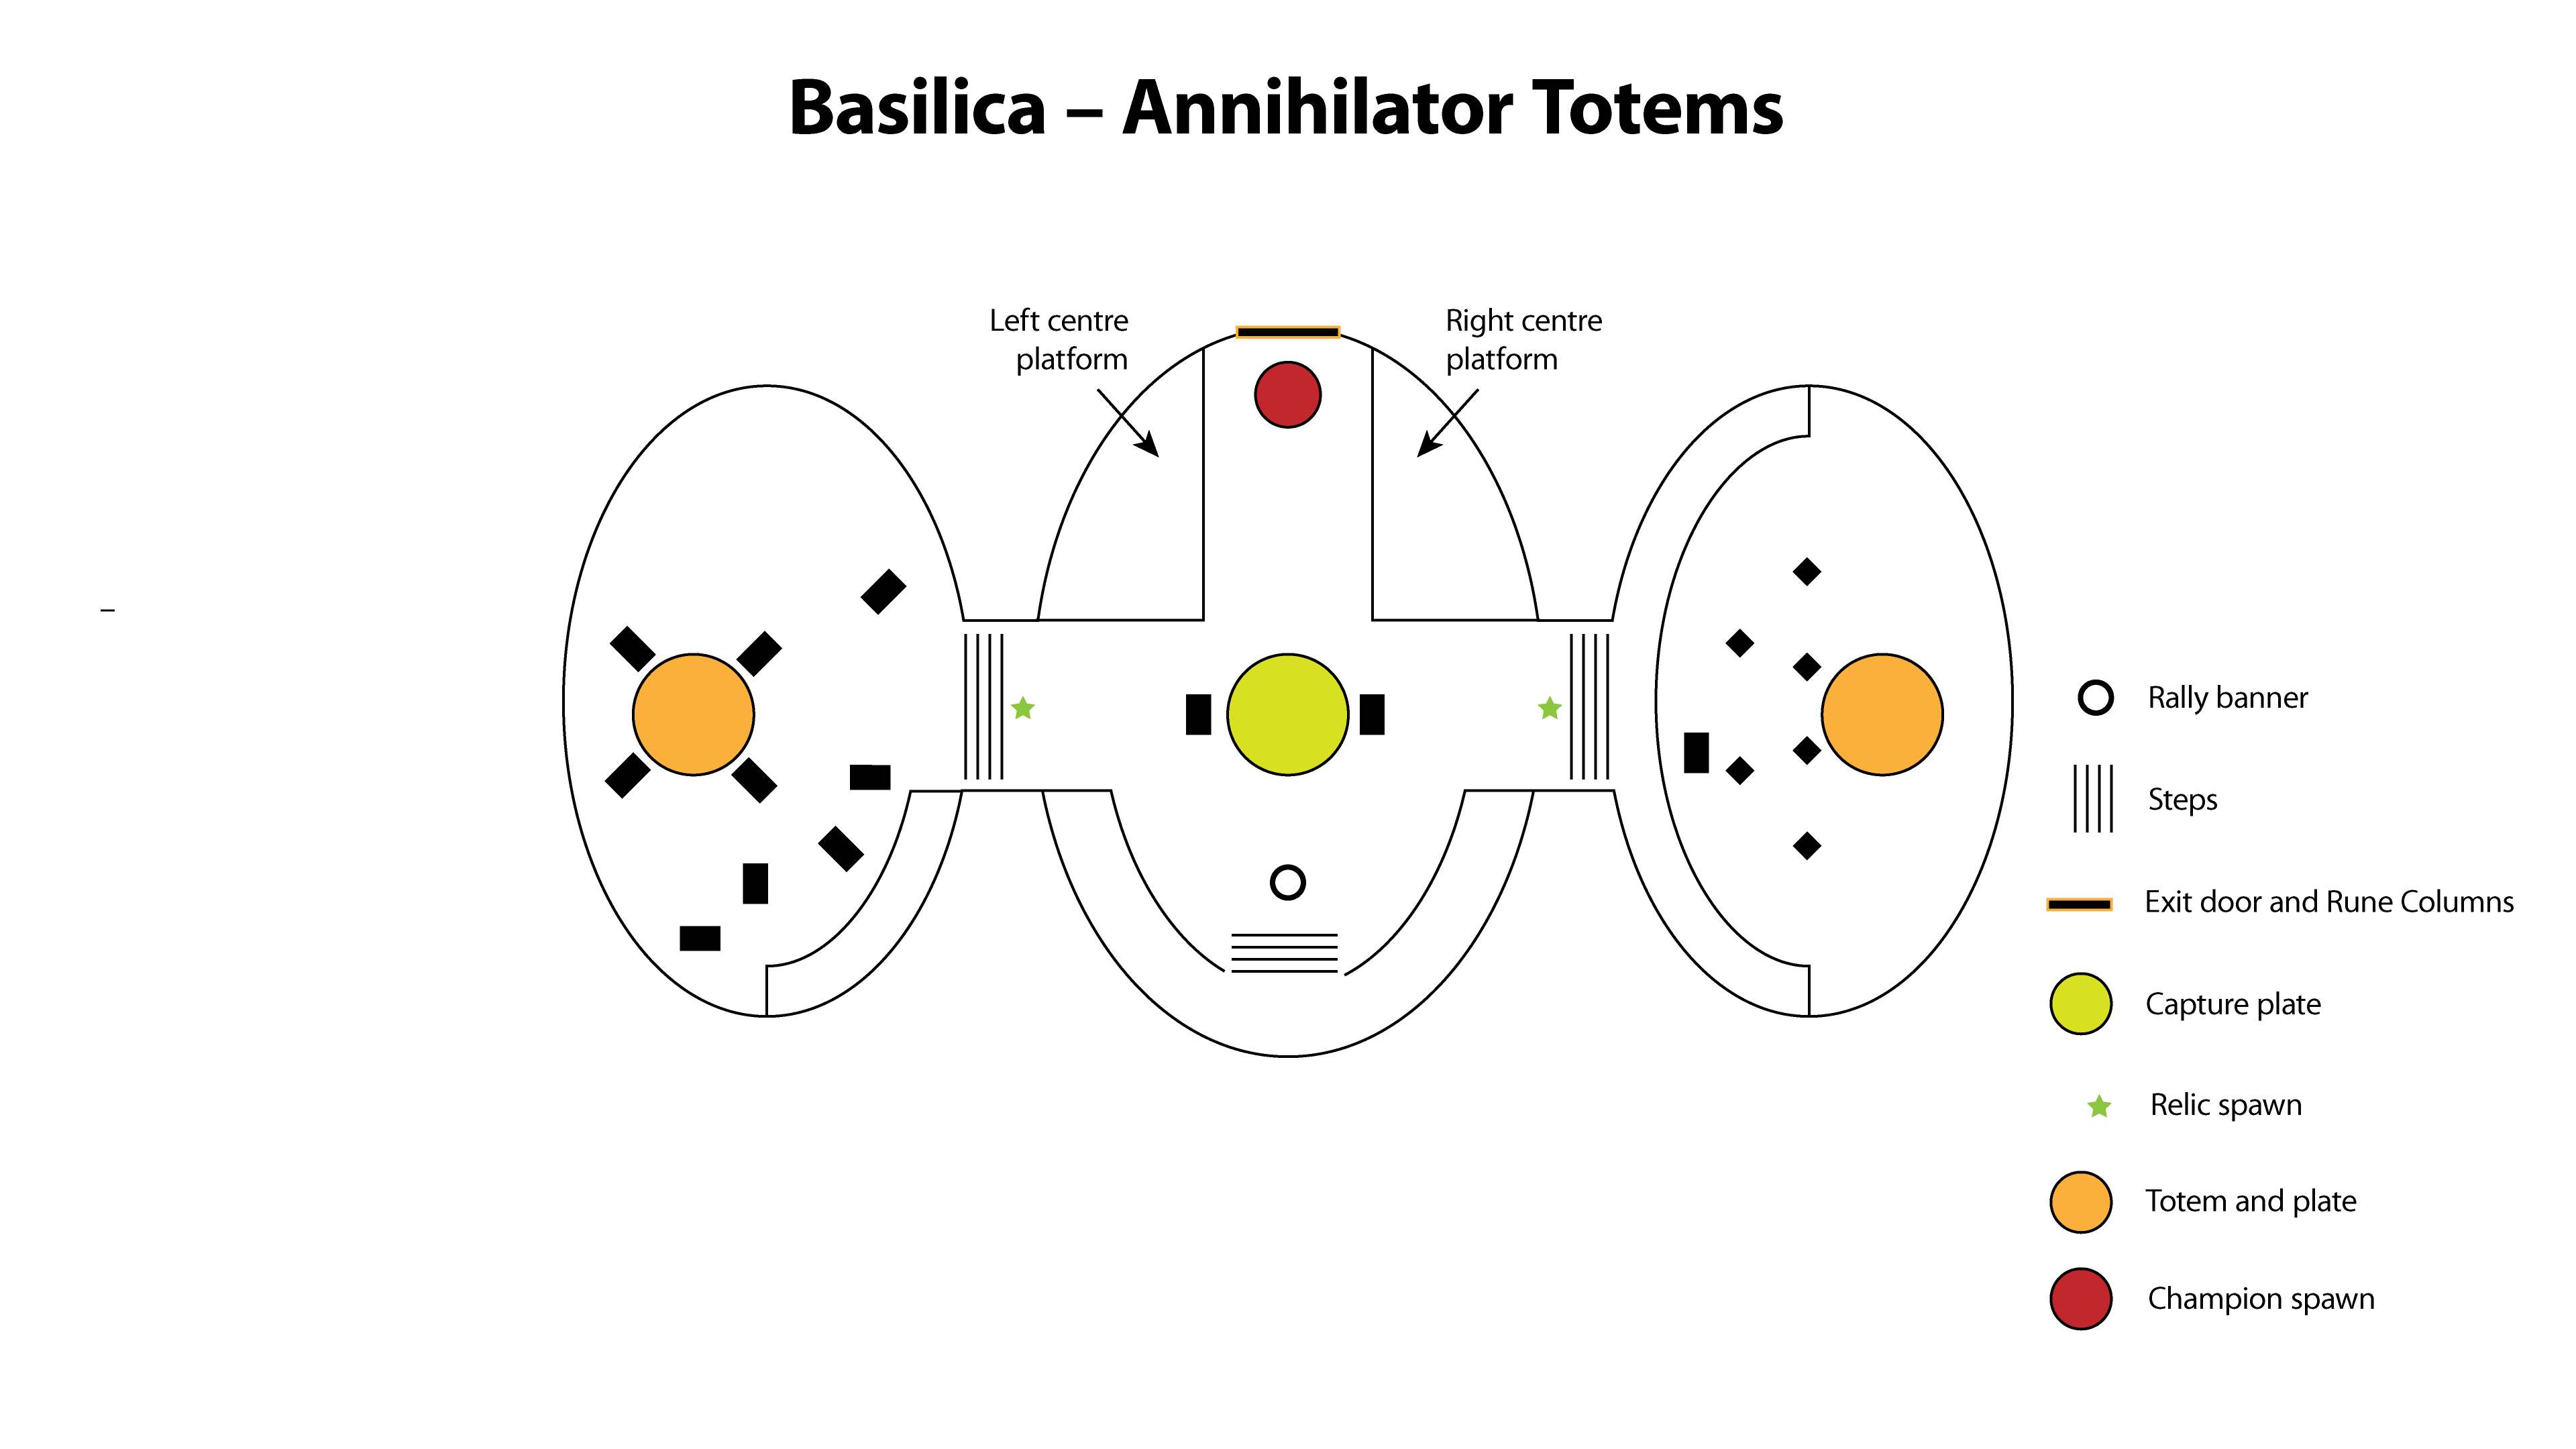 Basilica – Annihilator Totems
Left centre
platform
Right centre
platform
–
Rally banner
Steps
Exit door and Rune Columns
Capture plate
Relic spawn
Totem and plate
Champion spawn